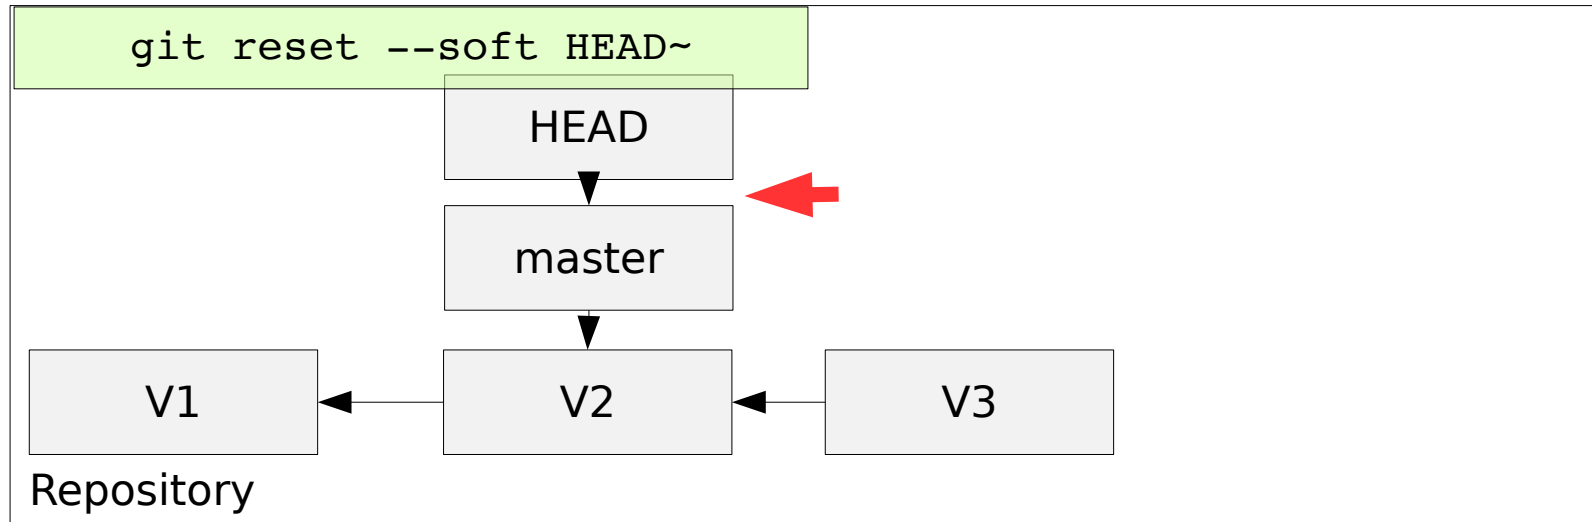 git reset --soft HEAD~
HEAD
master
V1
V2
V3
Repository